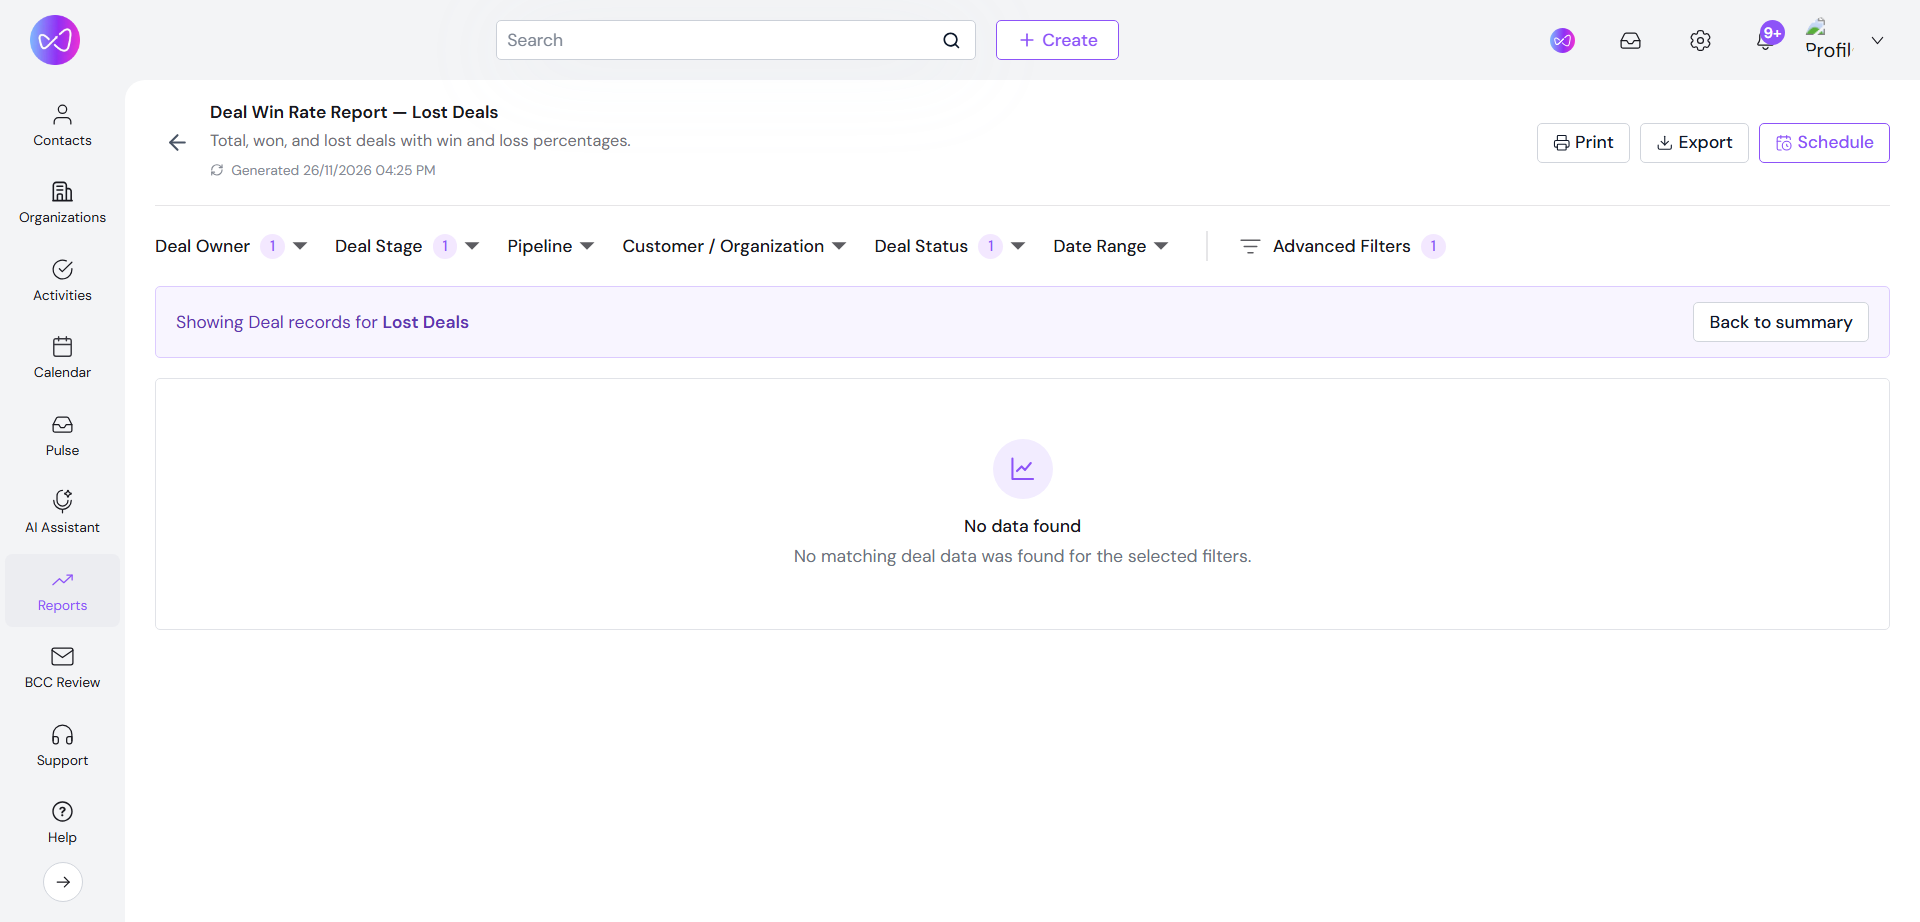 Search
+ Create
9+
Profil
Contacts
Organizations
Activities
Calendar
Pulse
AI Assistant
Reports
BCC Review
Support
Help
Deal Win Rate Report — Lost Deals
Total, won, and lost deals with win and loss percentages.
Generated 26/11/2026 04:25 PM
Print
Export
Schedule
Deal Owner 1
Deal Stage 1
Pipeline
Customer / Organization
Deal Status 1
Date Range
Advanced Filters 1
Showing Deal records for Lost Deals
Back to summary
No data found
No matching deal data was found for the selected filters.